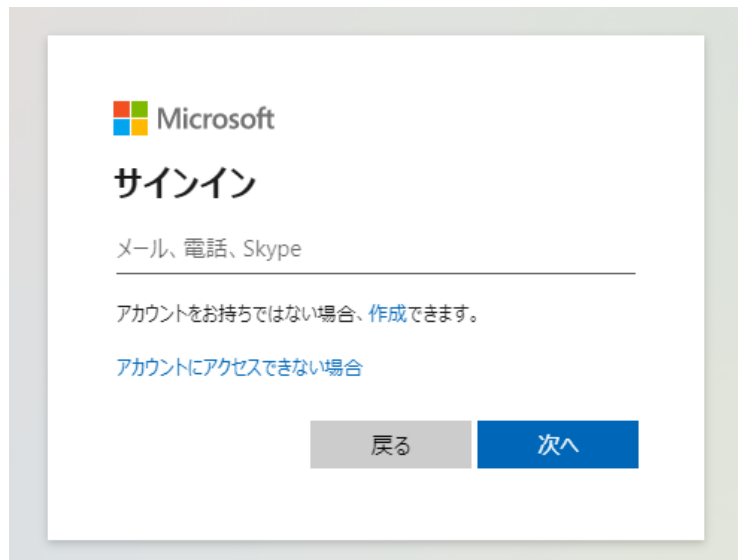 Microsoft
サインイン
メール、電話、Skype
アカウントをお持ちではない場合、作成できます。
アカウントにアクセスできない場合
戻る
次へ